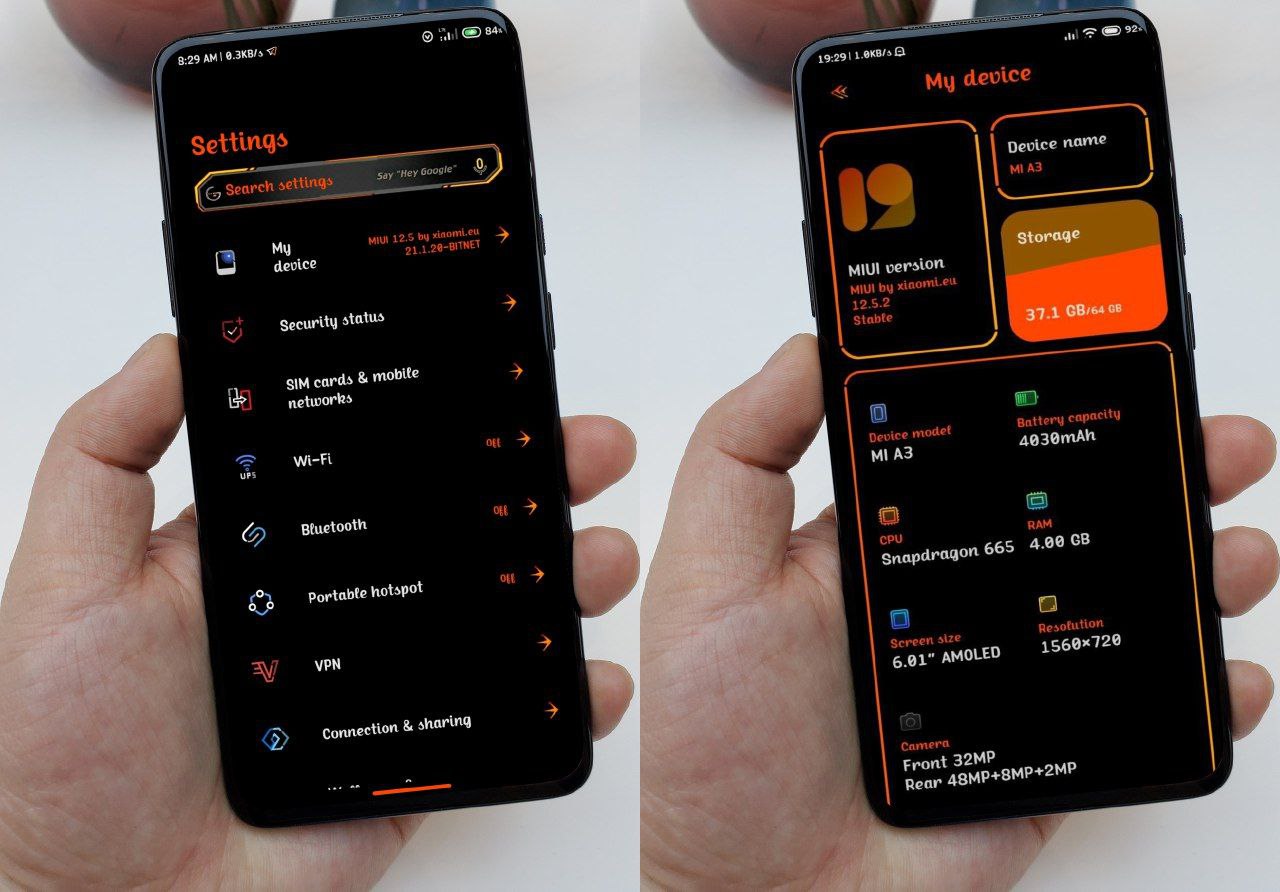 8:29 AM | 0.3KB/s
84%
Settings
Search settings
Say "Hey Google"
My device
MIUI 12.5 by xiaomi.eu
21.1.20-BITNET
Security status
SIM cards & mobile
networks
UPS
Wi-Fi
Off
Bluetooth
Off
Portable hotspot
Off
VPN
Connection & sharing
19:29 | 1.0KB/s
92%
My device
12
MIUI version
MIUI by xiaomi.eu
12.5.2
Stable
Device name
MI A3
Storage
37.1 GB/64 GB
Device model
MI A3
Battery capacity
4030mAh
CPU
Snapdragon 665
RAM
4.00 GB
Screen size
6.01" AMOLED
Resolution
1560×720
Camera
Front 32MP
Rear 48MP+8MP+2MP